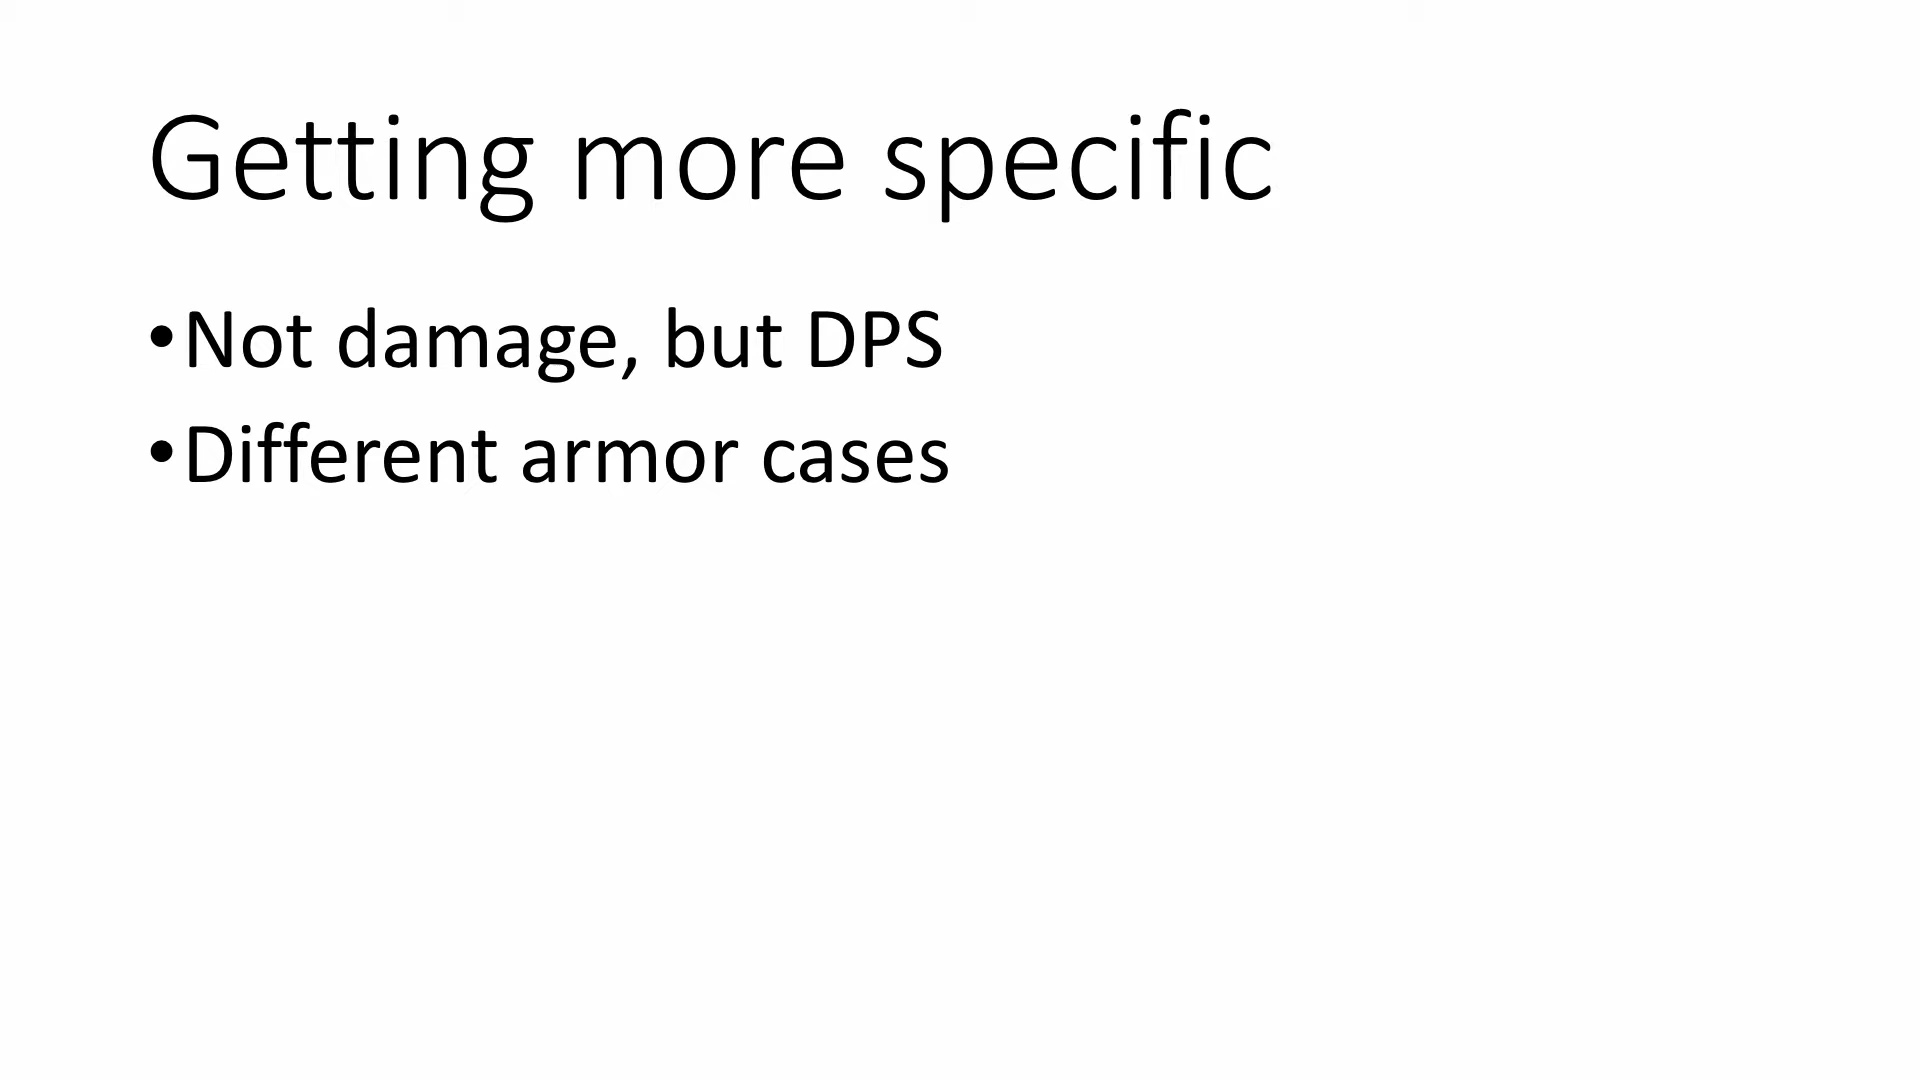 Getting more specific
•Not damage, but DPS
•Different armor cases